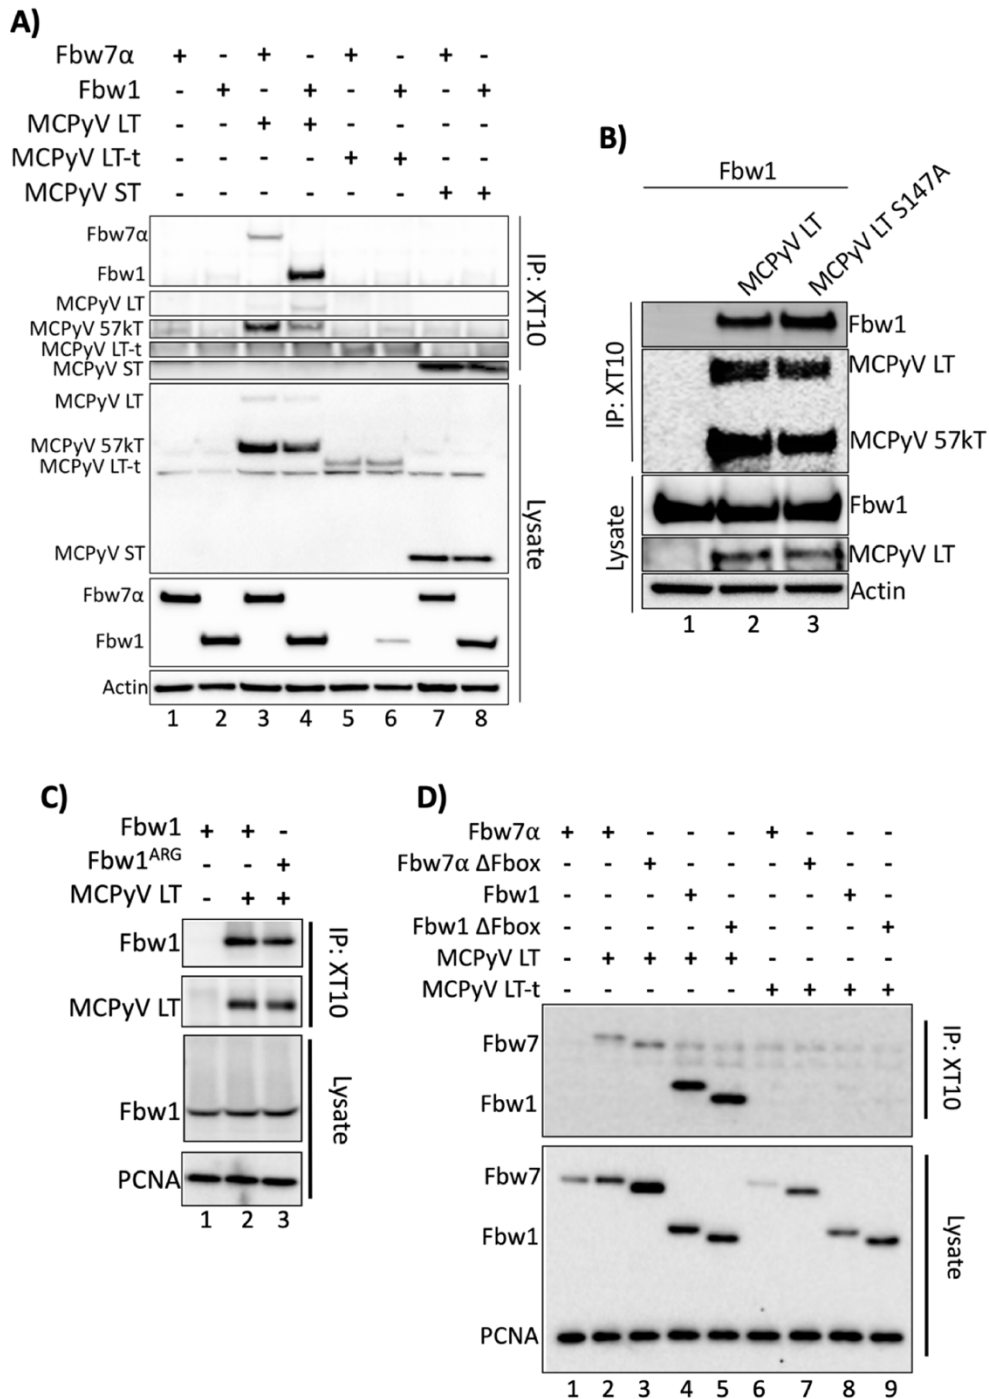 A)
Fbw7α + - + - + - + -
Fbw1 - + - + - + - +
MCPyV LT - - + + - - - -
MCPyV LT-t - - - - + + - -
MCPyV ST - - - - - - + +
Fbw7α
Fbw1
MCPyV LT
MCPyV 57kT
MCPyV LT-t
MCPyV ST
IP: XT10
MCPyV LT
MCPyV 57kT
MCPyV LT-t
MCPyV ST
Fbw7α
Fbw1
Actin
Lysate
1 2 3 4 5 6 7 8
B)
Fbw1
MCPyV LT
MCPyV LT S147A
IP: XT10
Fbw1
MCPyV LT
MCPyV 57kT
Lysate
Fbw1
MCPyV LT
Actin
1 2 3
C)
Fbw1 + + -
Fbw1ARG - - +
MCPyV LT - + +
Fbw1
MCPyV LT
IP: XT10
Fbw1
PCNA
Lysate
1 2 3
D)
Fbw7α + + - - - + - - -
Fbw7α ΔFbox - - + - - - + - -
Fbw1 - - - + - - - + -
Fbw1 ΔFbox - - - - + - - - +
MCPyV LT - + + + + - - - -
MCPyV LT-t - - - - - + + + +
Fbw7
Fbw1
IP: XT10
Fbw7
Fbw1
PCNA
Lysate
1 2 3 4 5 6 7 8 9